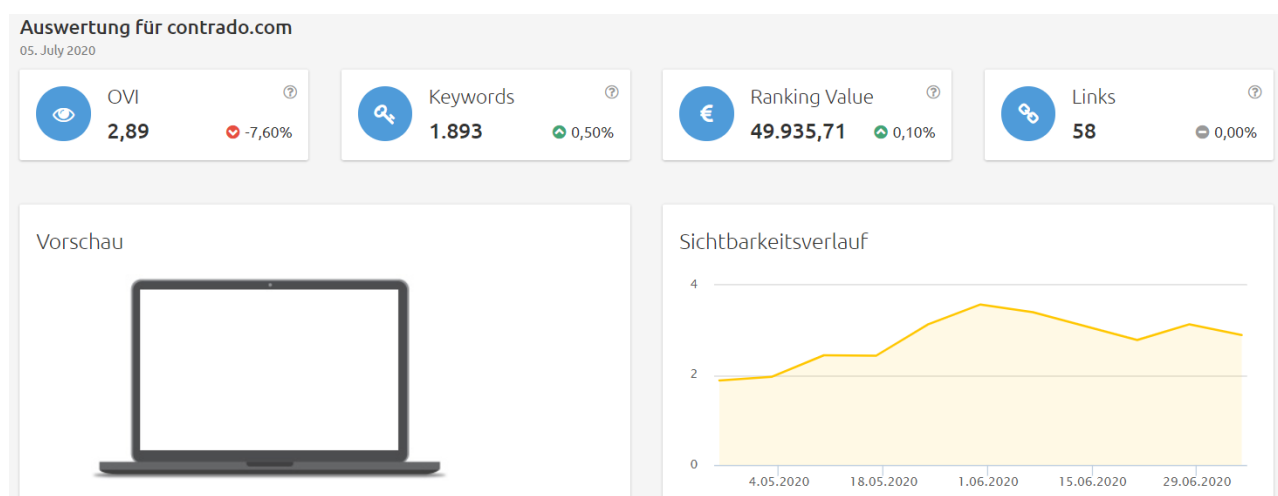 Auswertung für contrado.com
05. July 2020
OVI
2,89
-7,60%
Keywords
1.893
0,50%
Ranking Value
49.935,71
0,10%
Links
58
0,00%
Vorschau
Sichtbarkeitsverlauf
4
2
0
4.05.2020 18.05.2020 1.06.2020 15.06.2020 29.06.2020